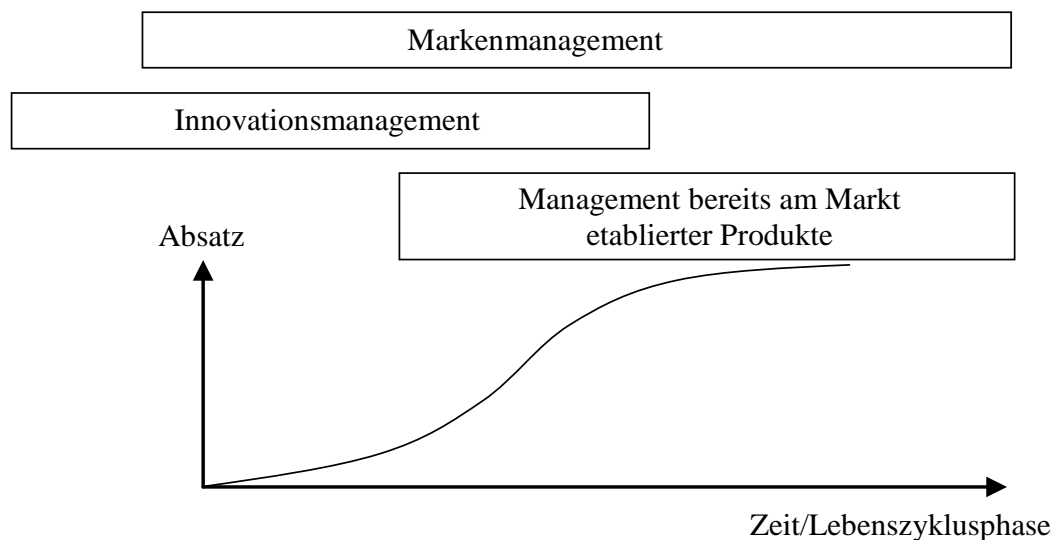 Markenmanagement
Innovationsmanagement
Management bereits am Markt
etablierter Produkte
Absatz
Zeit/Lebenszyklusphase